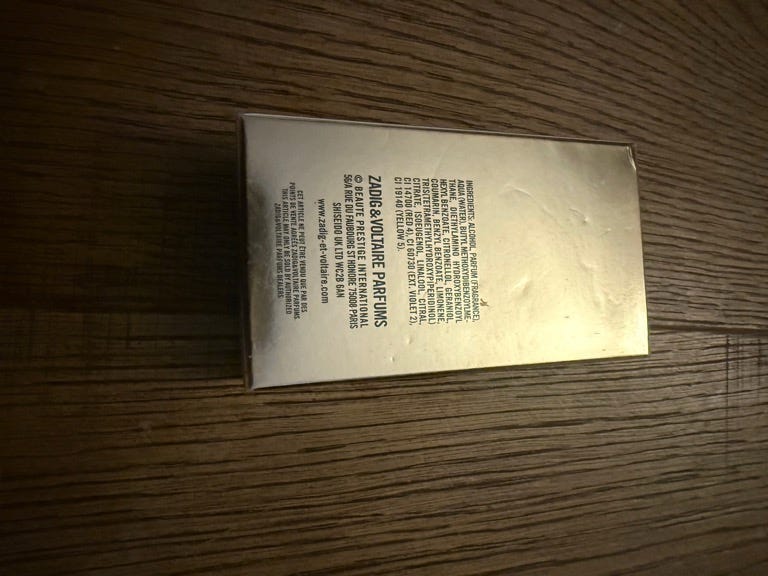 INGREDIENTS: ALCOHOL, PARFUM (FRAGRANCE),
AQUA (WATER), BUTYL METHOXYDIBENZOYLME-
THANE, DIETHYLAMINO HYDROXYBENZOYL
HEXYL BENZOATE, CITRONELLOL, GERANIOL,
COUMARIN, BENZYL BENZOATE, LIMONENE,
TRIS(TETRAMETHYLHYDROXYPIPERIDINOL)
CITRATE, ISOEUGENOL, LINALOOL, CITRAL,
CI 14700 (RED 4), CI 60730 (EXT. VIOLET 2),
CI 19140 (YELLOW 5).
ZADIG&VOLTAIRE PARFUMS
© BEAUTE PRESTIGE INTERNATIONAL
56/A RUE DU FAUBOURG ST HONORE 75008 PARIS
SHISEIDO UK LTD WC2B 6AN
www.zadig-et-voltaire.com
CET ARTICLE NE PEUT ÊTRE VENDU QUE PAR DES
POINTS DE VENTE AGRÉÉS ZADIG&VOLTAIRE PARFUMS
THIS ARTICLE MAY ONLY BE SOLD BY AUTHORIZED
ZADIG&VOLTAIRE PARFUMS DEALERS